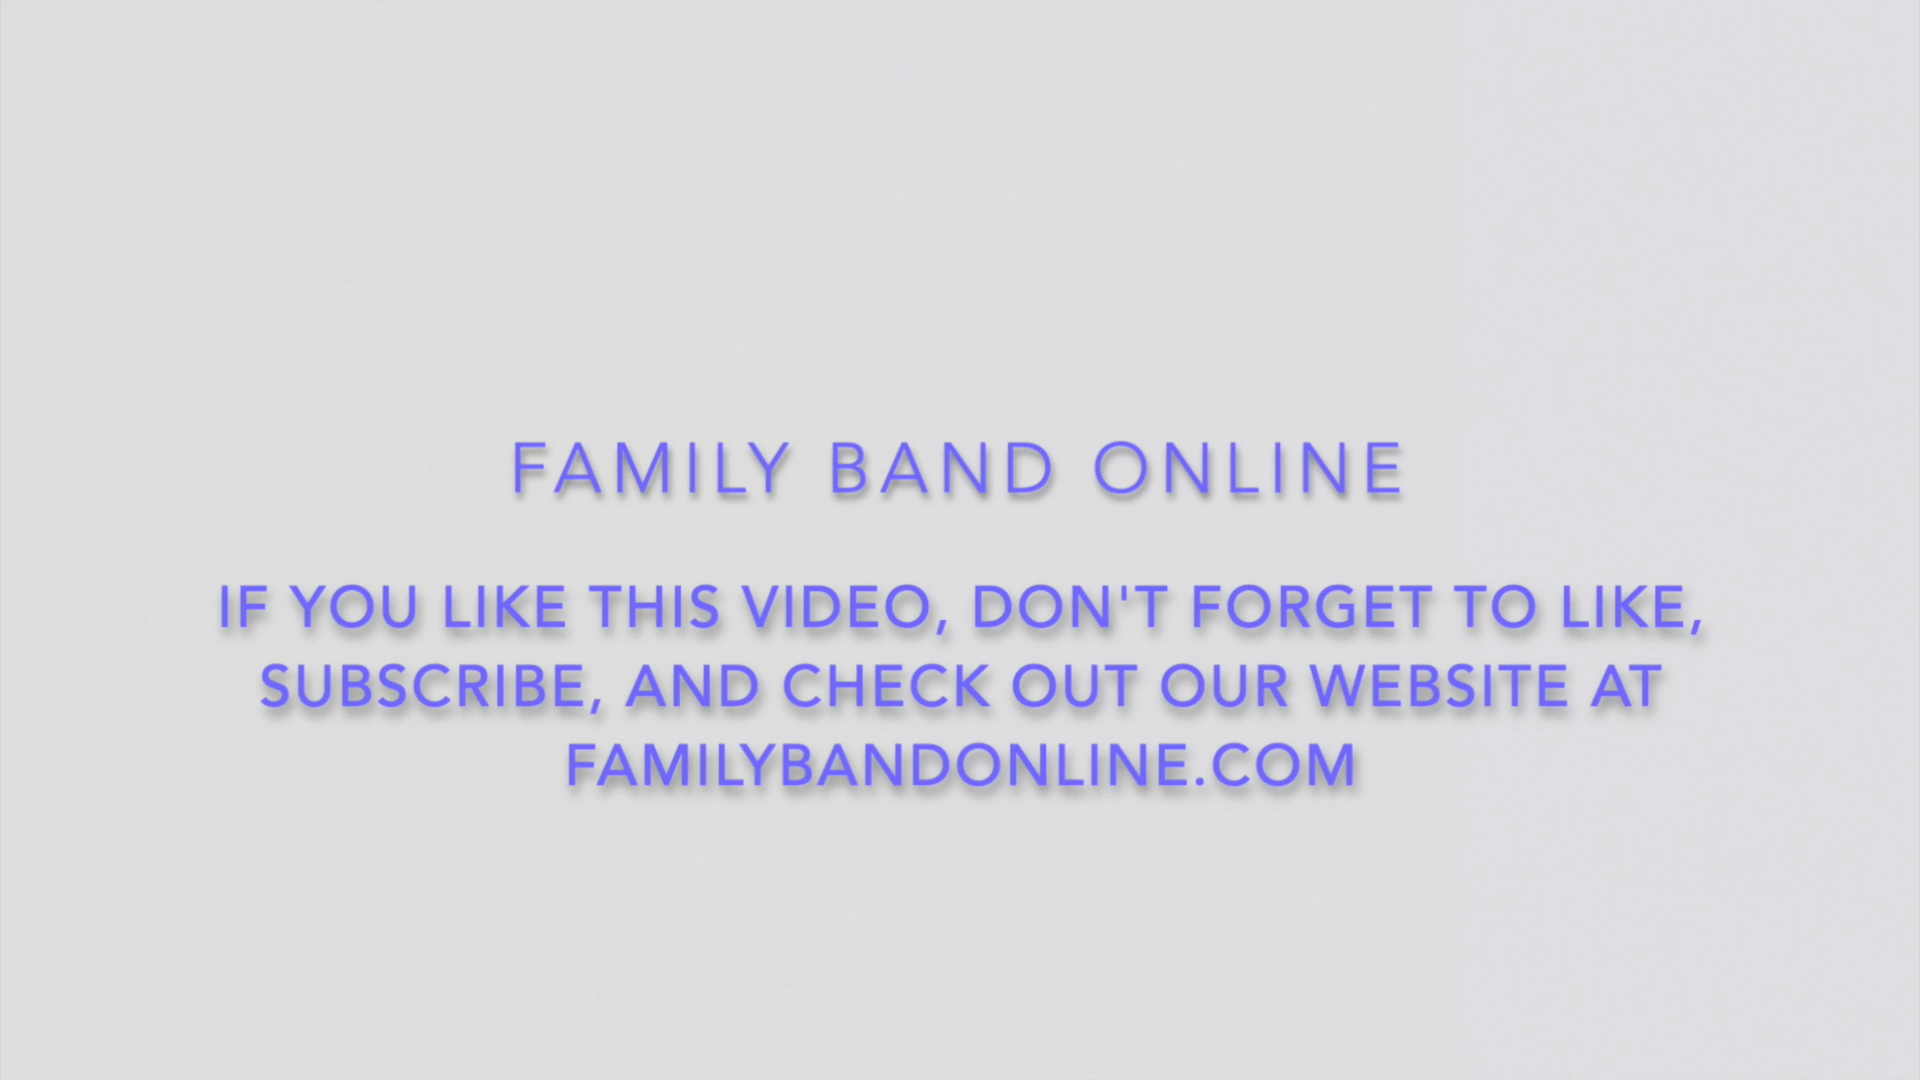 FAMILY BAND ONLINE
IF YOU LIKE THIS VIDEO, DON'T FORGET TO LIKE,
SUBSCRIBE, AND CHECK OUT OUR WEBSITE AT
FAMILYBANDONLINE.COM